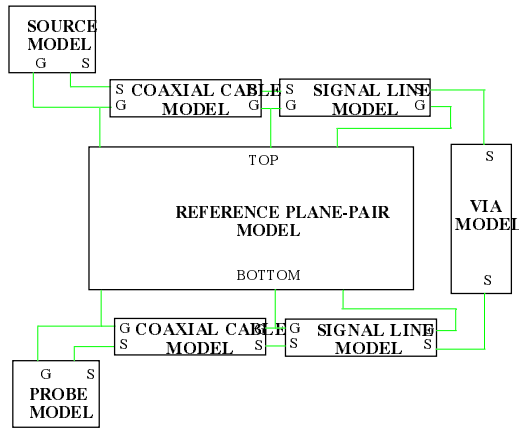 SOURCE
MODEL
G S
S COAXIAL CABLE S
G MODEL G
S SIGNAL LINE S
G MODEL G
TOP
REFERENCE PLANE-PAIR
MODEL
BOTTOM
S
VIA
MODEL
S
G COAXIAL CABLE G
S MODEL S
G SIGNAL LINE G
S MODEL S
G S
PROBE
MODEL